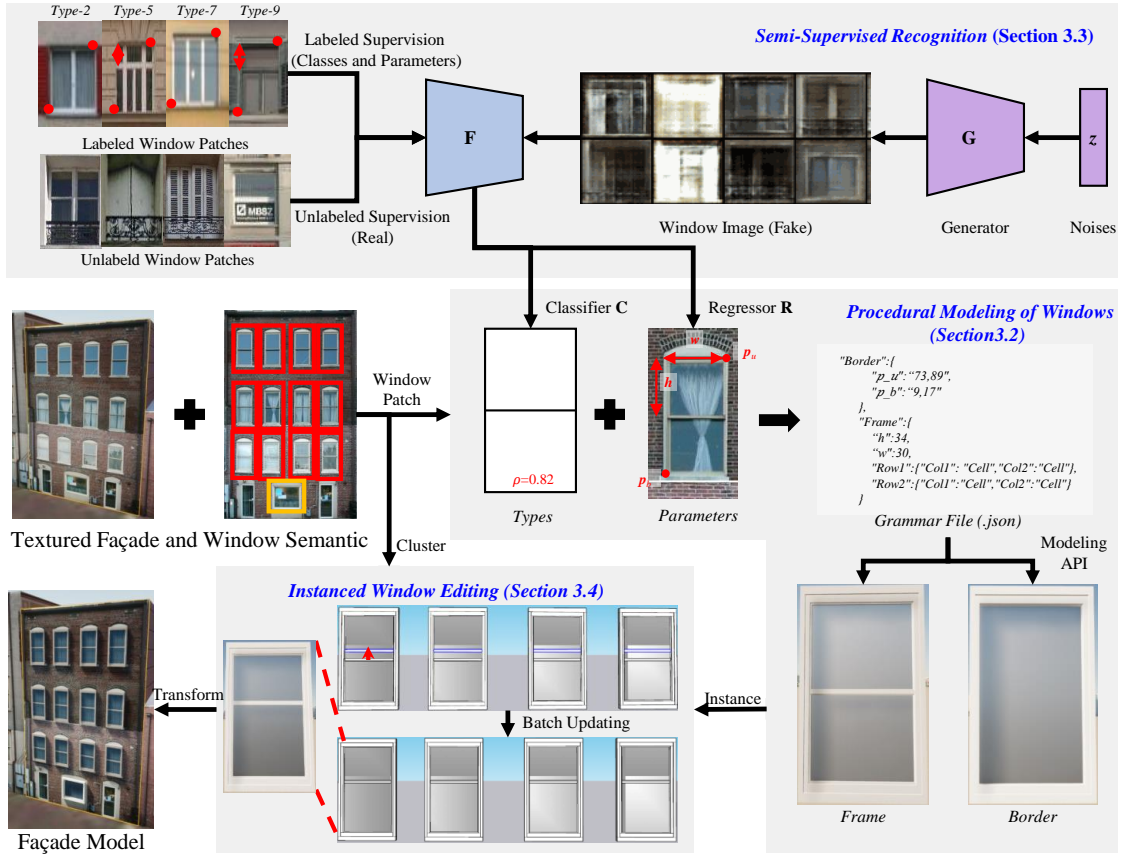 Type-2
Type-5
Type-7
Type-9
Labeled Supervision
(Classes and Parameters)
Semi-Supervised Recognition (Section 3.3)
F
G
z
Labeled Window Patches
MBSZ
Unlabeled Supervision
(Real)
Window Image (Fake)
Generator
Noises
Unlabeld Window Patches
Classifier C
Regressor R
Procedural Modeling of Windows
(Section3.2)
Window
Patch
w
p_u
h
p_b
ρ=0.82
Types
Parameters
"Border":{
"p_u":“73,89",
"p_b":“9,17"
},
"Frame":{
“h":34,
“w":30,
"Row1":{"Col1": "Cell","Col2":"Cell"},
"Row2":{"Col1":"Cell","Col2":"Cell"}
}
Grammar File (.json)
Textured Façade and Window Semantic
Cluster
Modeling
API
Instanced Window Editing (Section 3.4)
Transform
Batch Updating
Instance
Frame
Border
Façade Model